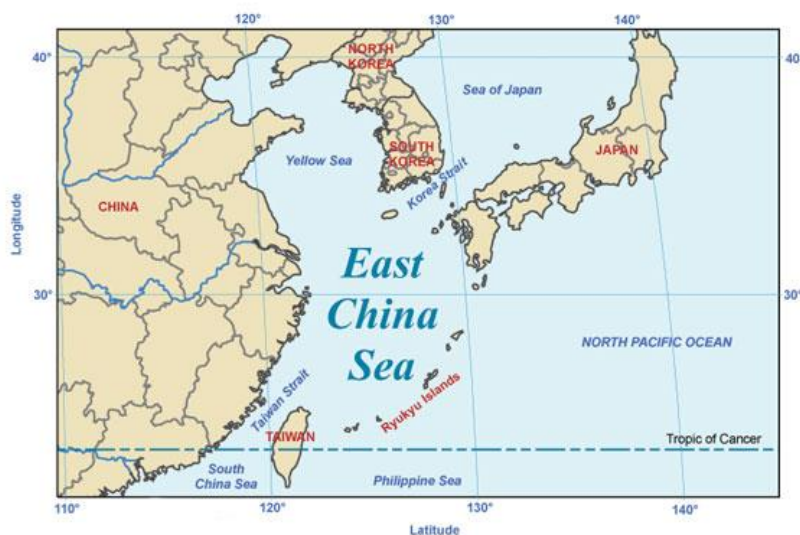 120°
130°
140°
40°
40°
NORTH
KOREA
Sea of Japan
SOUTH
KOREA
JAPAN
Yellow Sea
Korea Strait
CHINA
Longitude
East
China
Sea
30°
30°
NORTH PACIFIC OCEAN
Taiwan Strait
Ryukyu Islands
TAIWAN
Tropic of Cancer
South
China Sea
Philippine Sea
110°
120°
130°
140°
Latitude